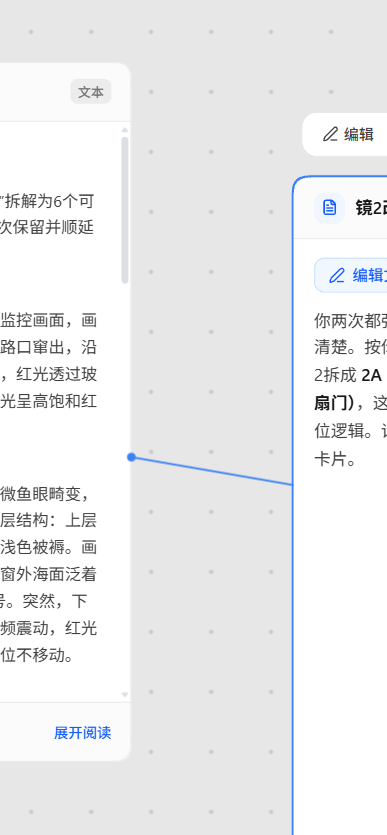 文本
”拆解为6个可
次保留并顺延
监控画面，画
路口窜出，沿
，红光透过玻
光呈高饱和红
微鱼眼畸变，
层结构：上层
浅色被褥。画
窗外海面泛着
号。突然，下
频震动，红光
位不移动。
展开阅读
编辑
镜2
编辑
你两次都
清楚。按
2拆成 2A
扇门），这
位逻辑。
卡片。